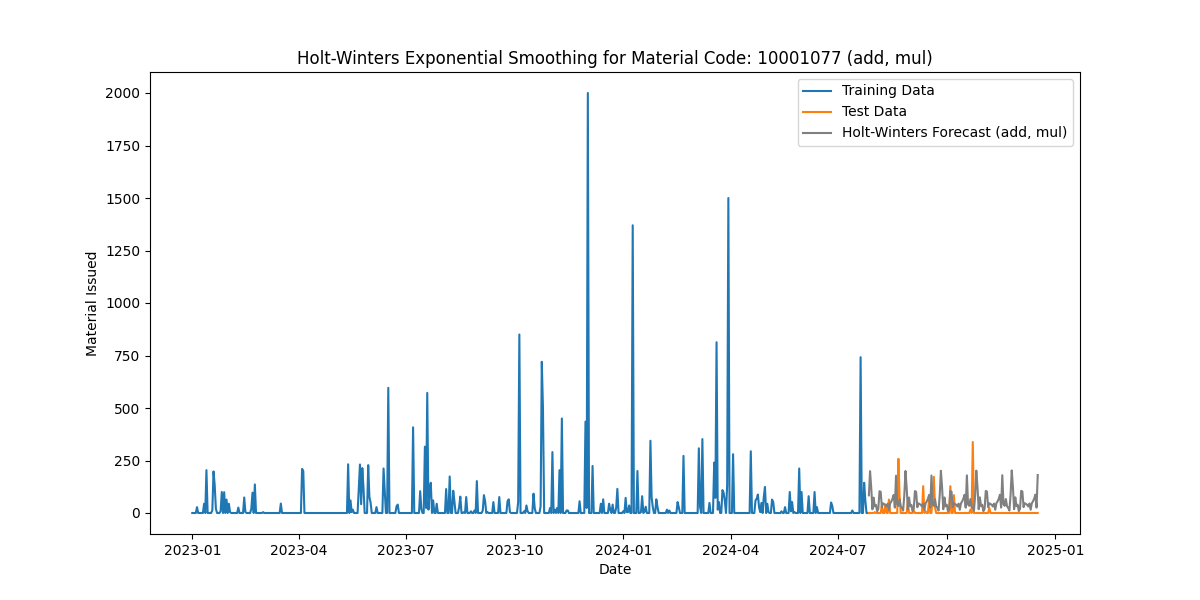 Holt-Winters Exponential Smoothing for Material Code: 10001077 (add, mul)
Training Data
Test Data
Holt-Winters Forecast (add, mul)
2000
1750
1500
1250
1000
750
500
250
0
Material Issued
2023-01 2023-04 2023-07 2023-10 2024-01 2024-04 2024-07 2024-10 2025-01
Date